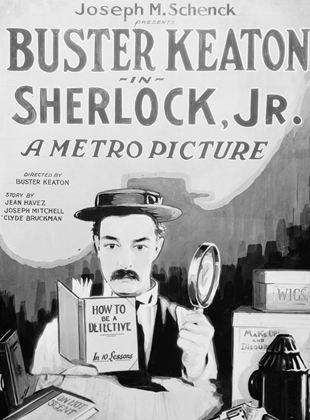 Joseph M. Schenck
PRESENTS
BUSTER KEATON
-IN-
SHERLOCK, JR.
A METRO PICTURE
DIRECTED BY
BUSTER KEATON
STORY BY
JEAN HAVEZ
JOSEPH MITCHELL
CLYDE BRUCKMAN
HOW TO
BE A
DETECTIVE
In 10 Lessons
WIGS
MAKE UP
AND